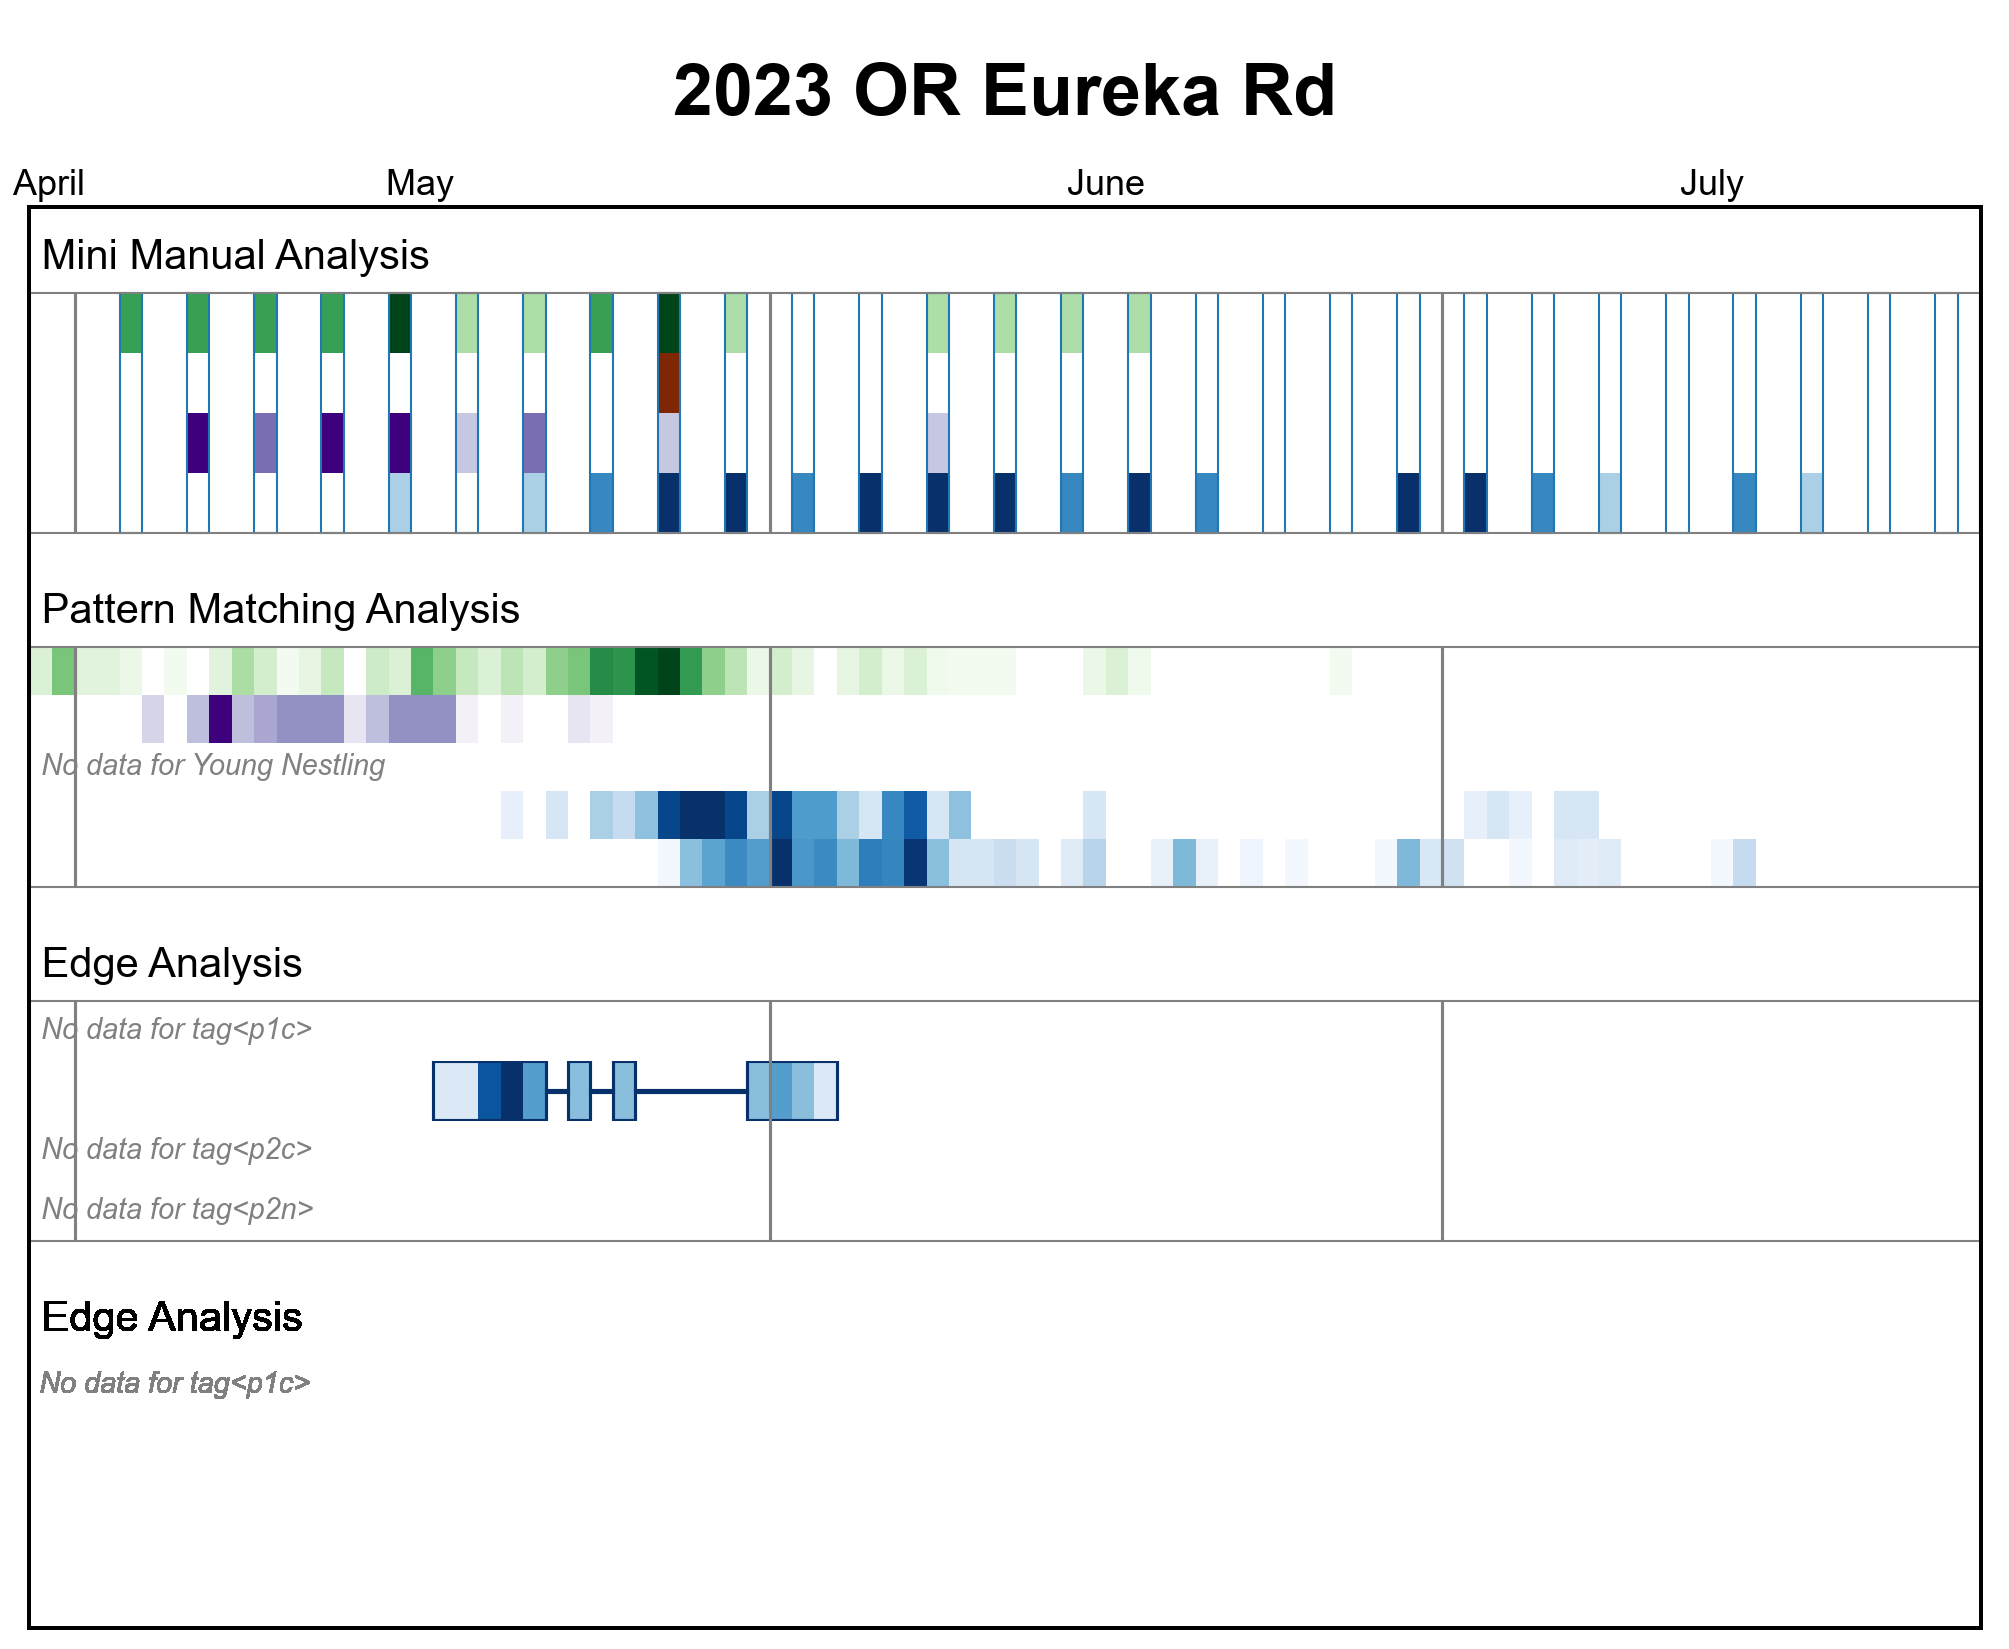 2023 OR Eureka Rd
April May June July
Mini Manual Analysis
Pattern Matching Analysis
No data for Young Nestling
Edge Analysis
No data for tag<p1c>
No data for tag<p2c>
No data for tag<p2n>
Edge Analysis
No data for tag<p1c>